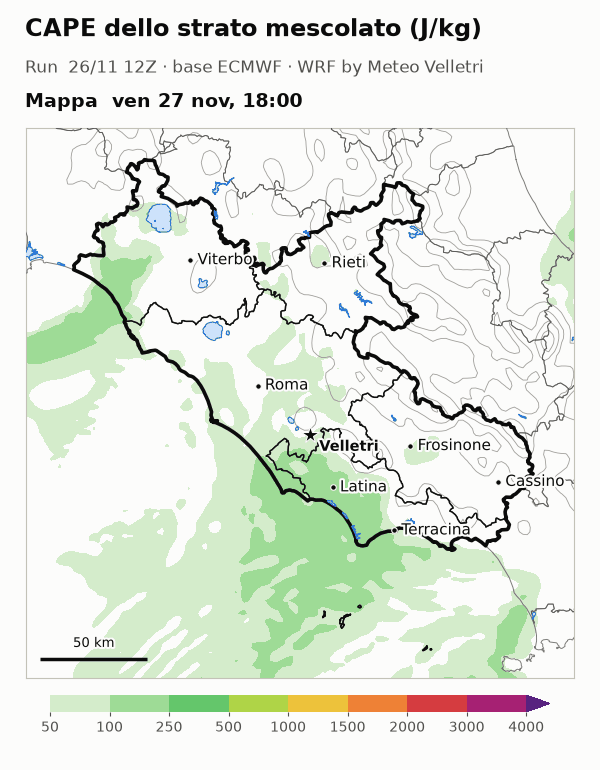 CAPE dello strato mescolato (J/kg)
Run  26/11 12Z · base ECMWF · WRF by Meteo Velletri
Mappa  ven 27 nov, 18:00
Viterbo
Rieti
Roma
Velletri
Frosinone
Cassino
Latina
Terracina
50 km
50 100 250 500 1000 1500 2000 3000 4000